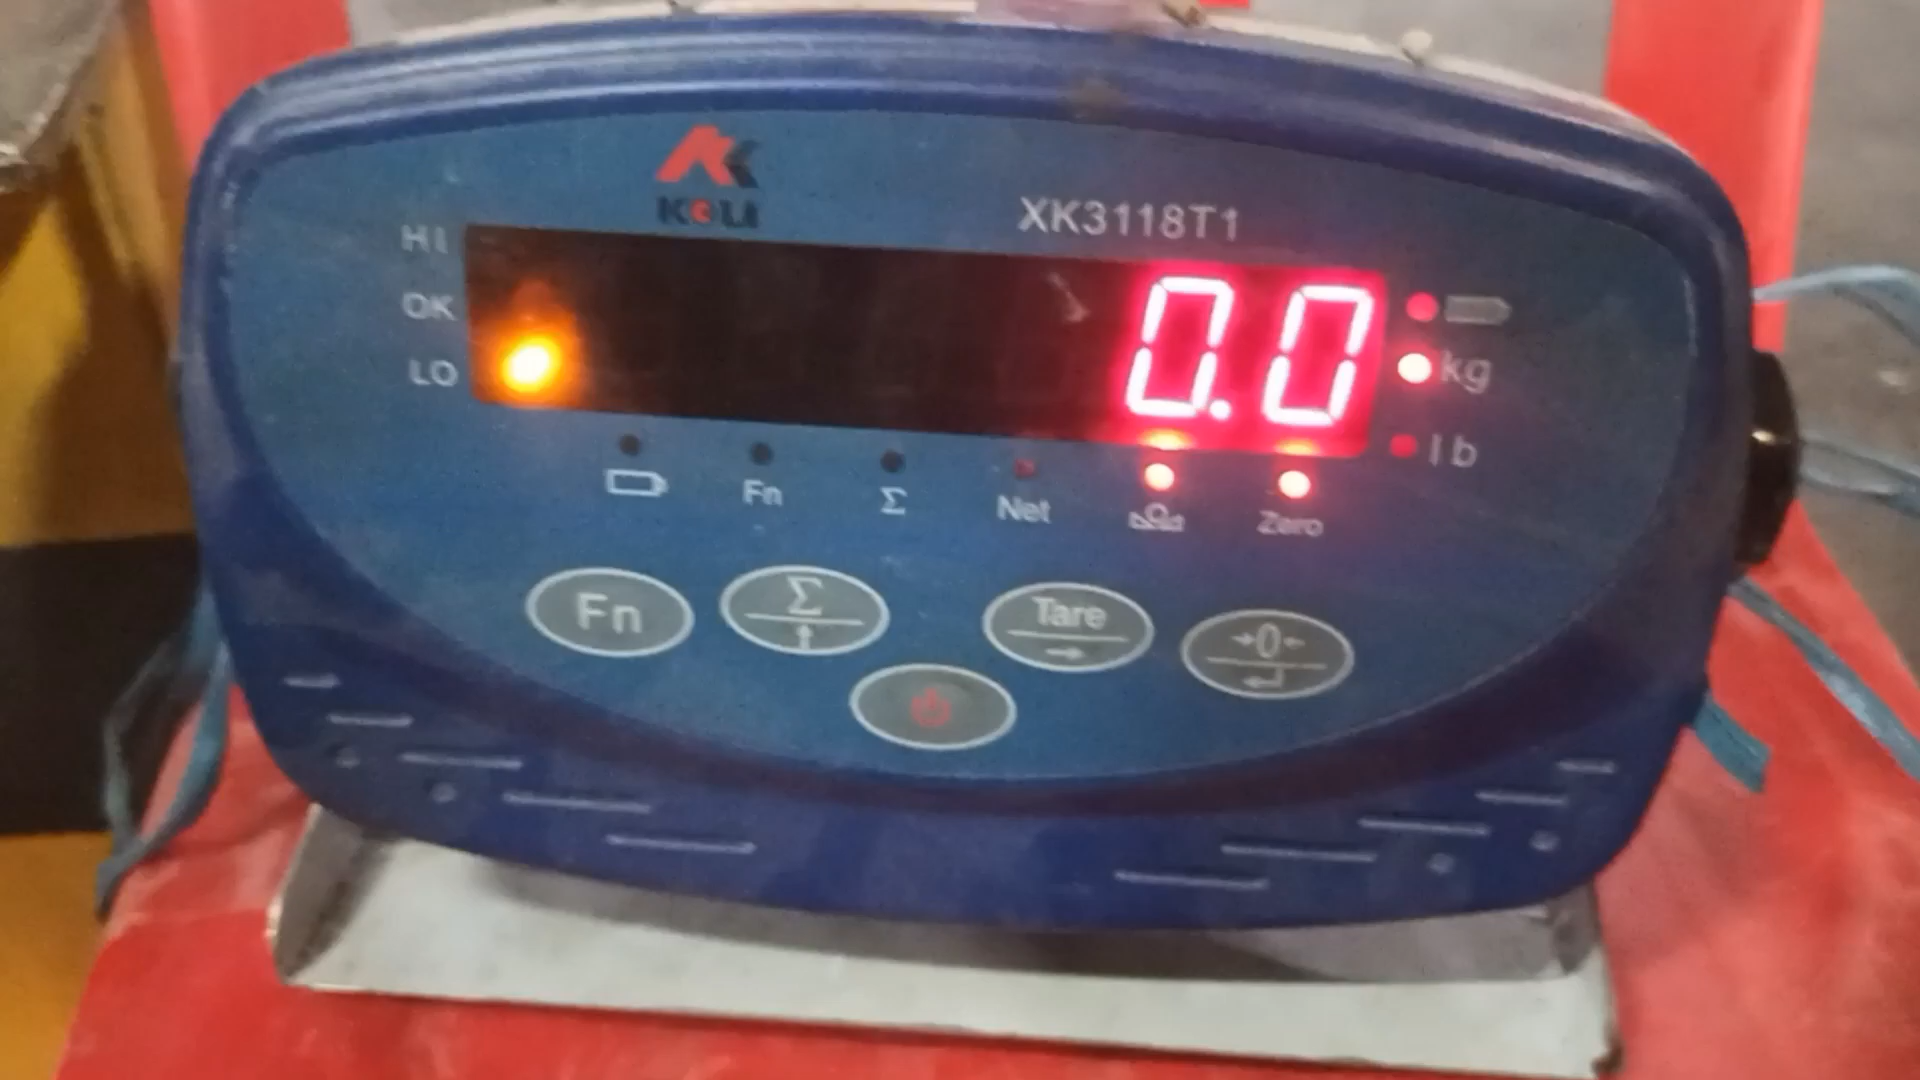 KELI
XK3118T1
HI
OK
LO
0.0
kg
lb
Fn
Σ
Net
Zero
Fn
Σ
Tare
→0←